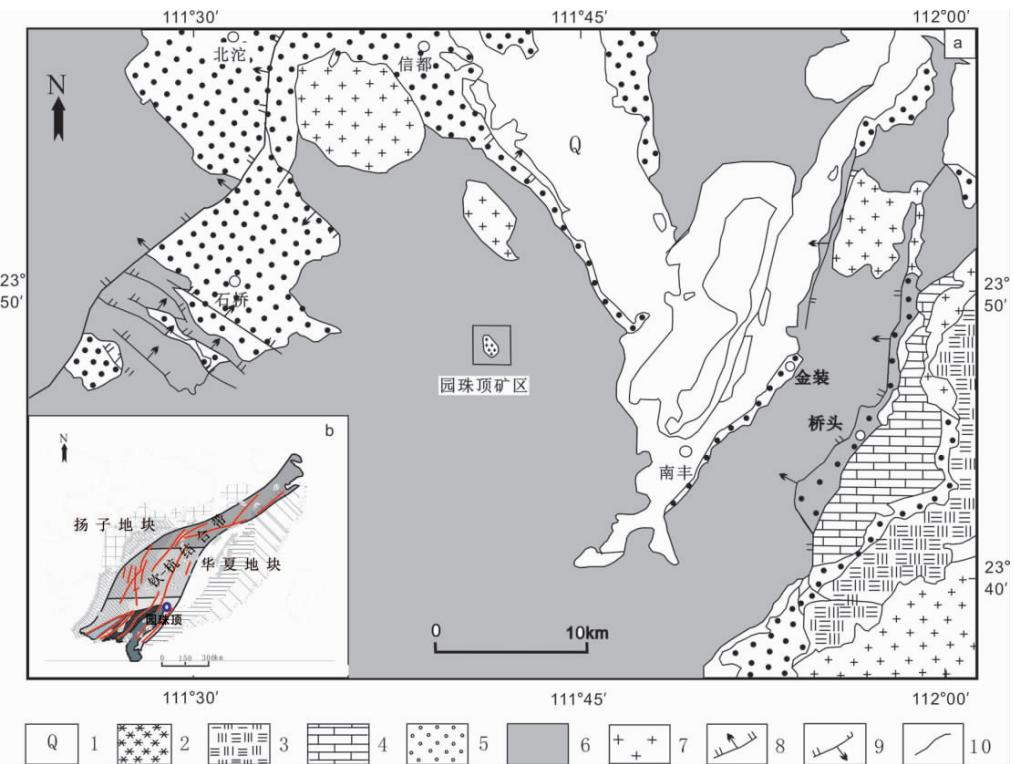 111°30′ 111°45′ 112°00′
a
北沱
信都
N
Q
23°
50′
23°
50′
石桥
园珠顶矿区
金装
桥头
南丰
b
N
扬子地块
钦-杭结合带
华夏地块
园珠顶
0 150 300km
23°
40′
0 10km
111°30′ 111°45′ 112°00′
Q 1 2 3 4 5 6 7 8 9 10